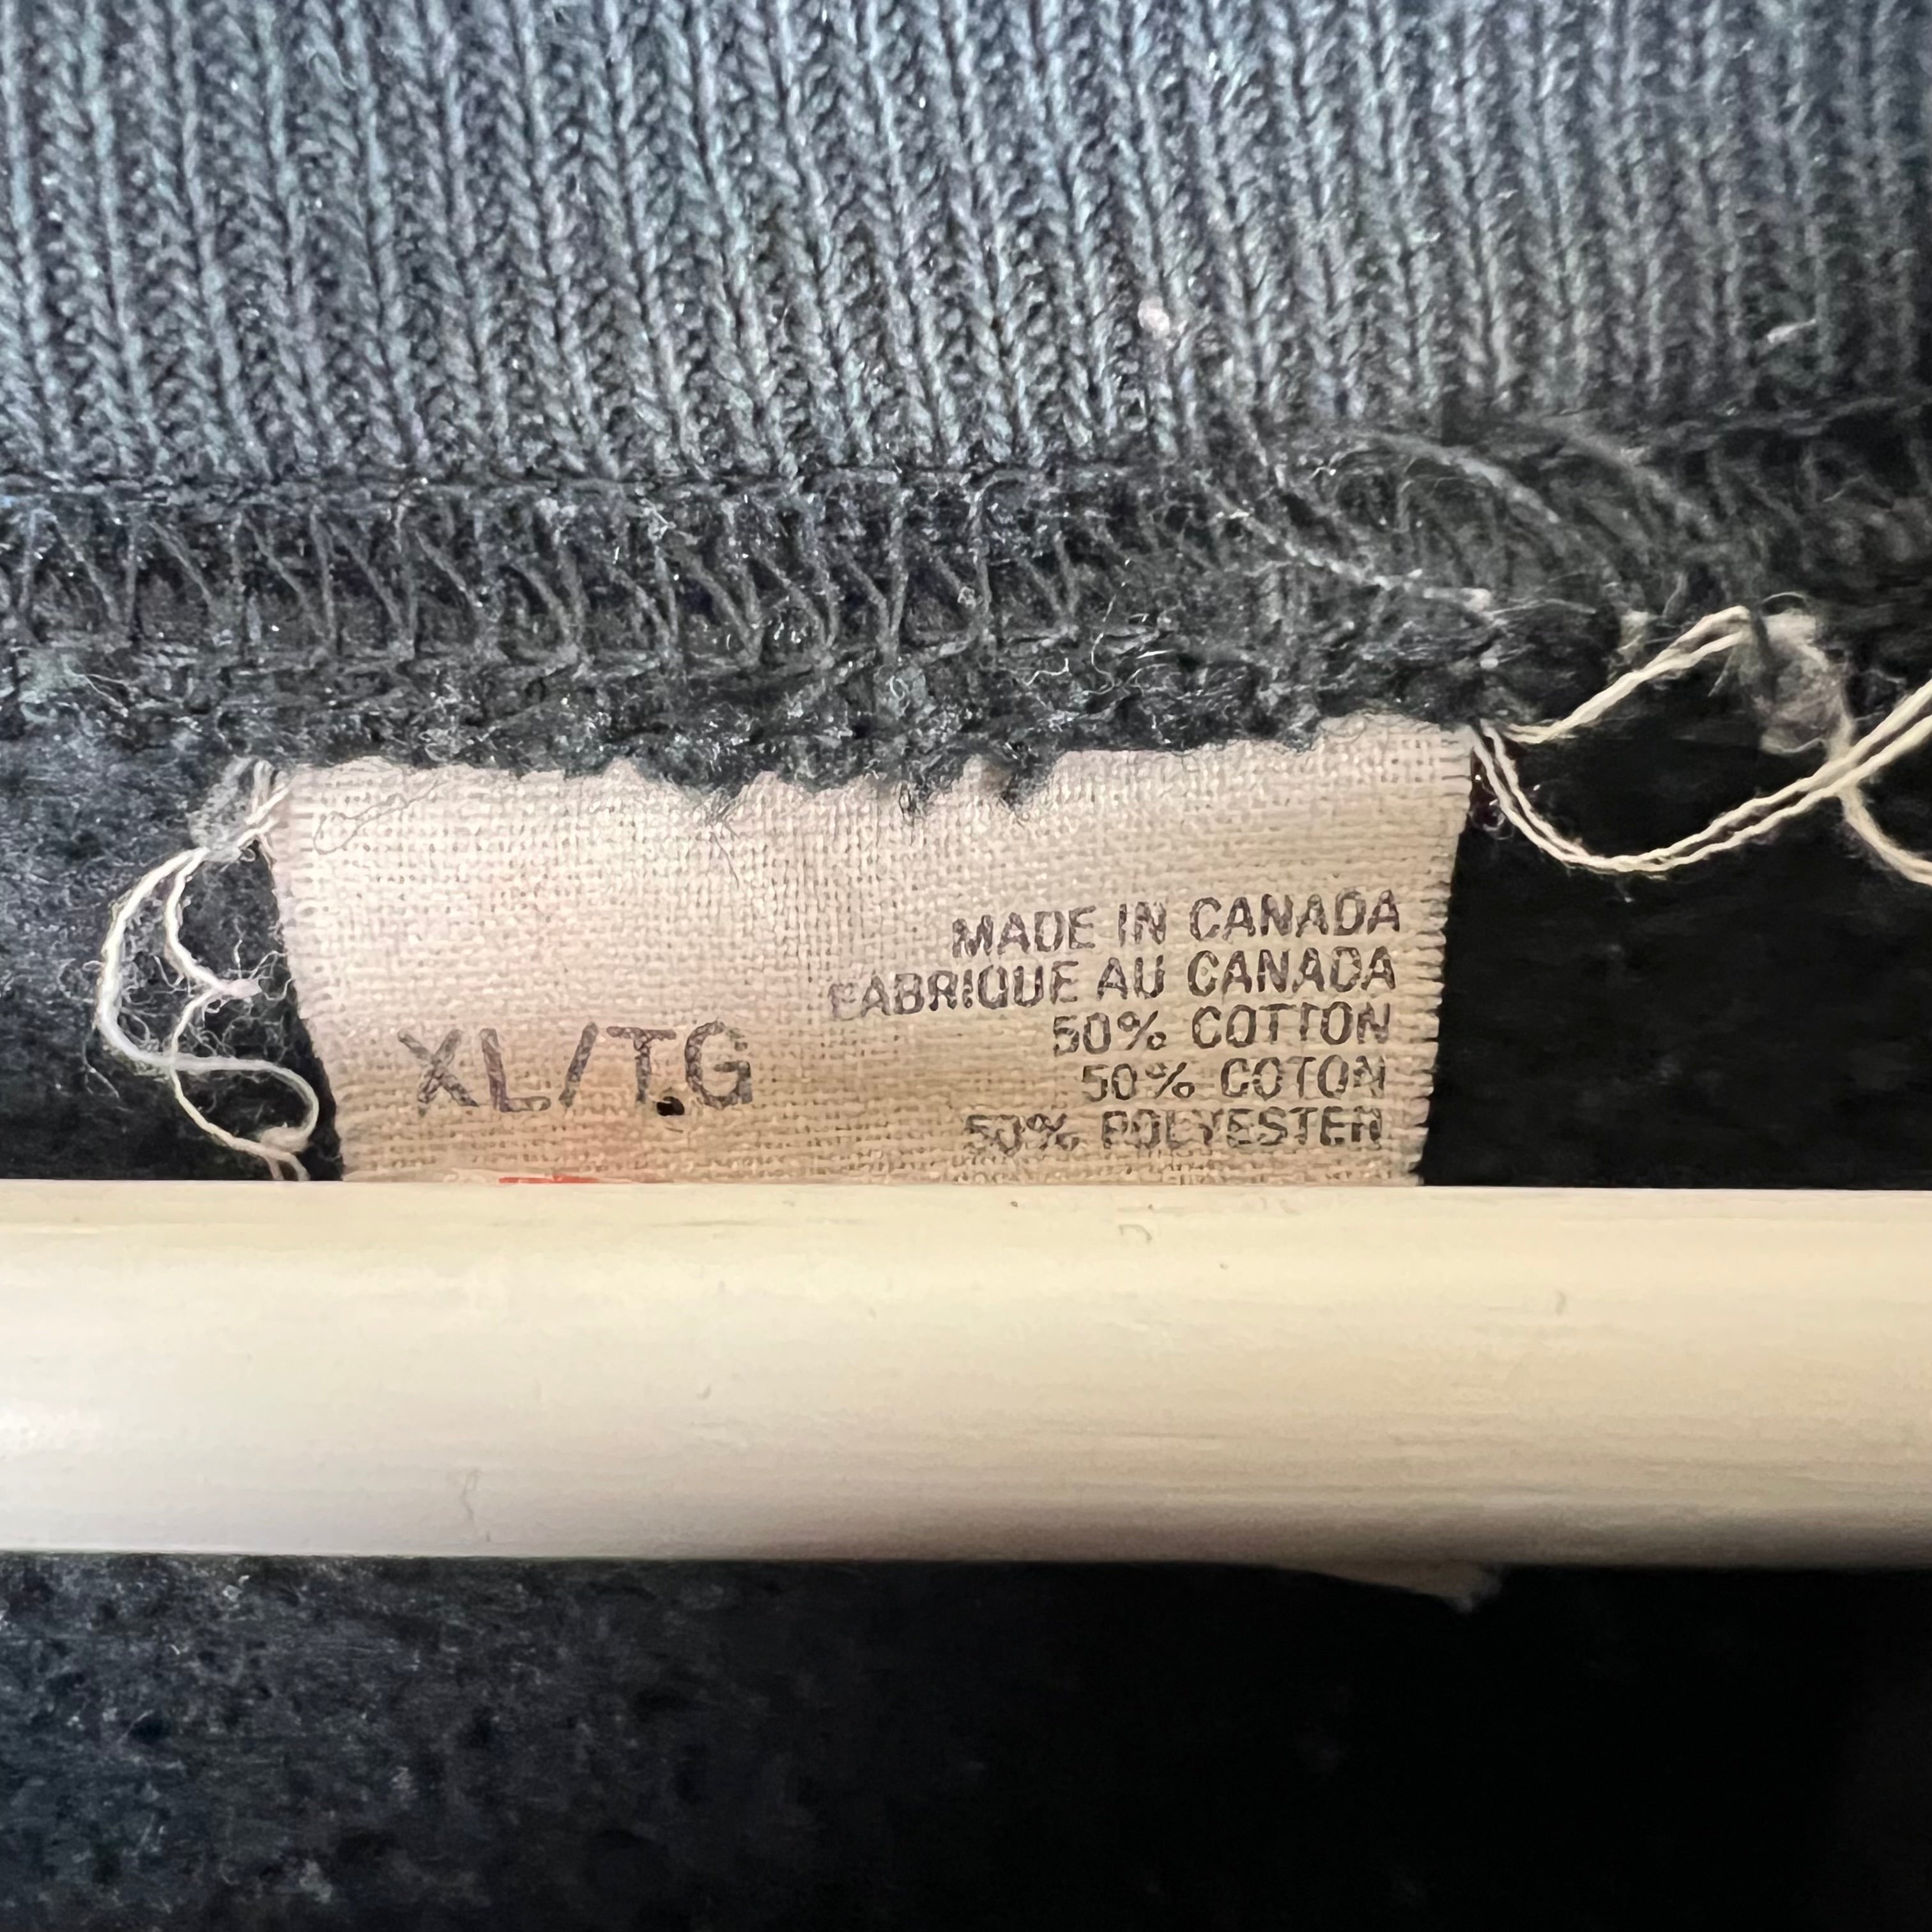 MADE IN CANADA
FABRIQUE AU CANADA
50% COTTON
50% COTON
50% POLYESTER
XL/T.G